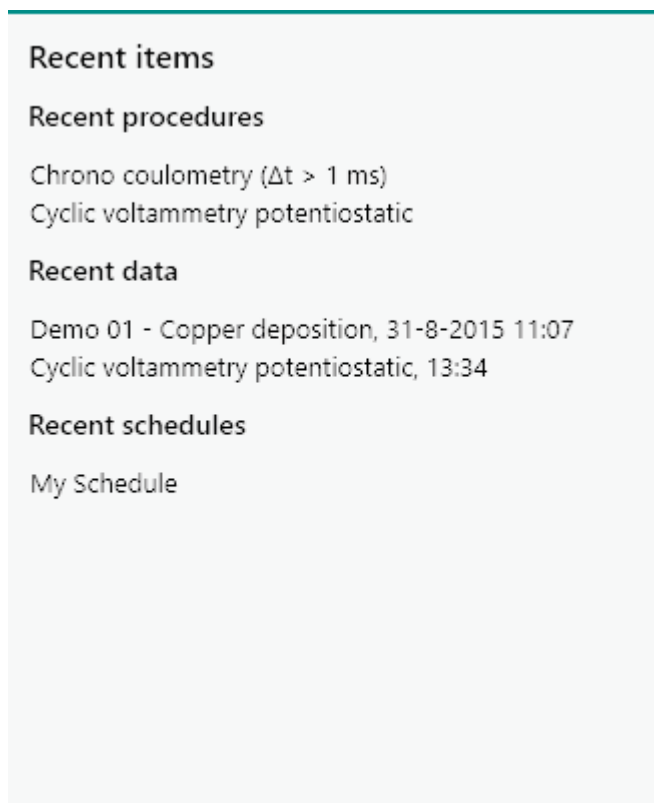 Recent items
Recent procedures
Chrono coulometry (Δt > 1 ms)
Cyclic voltammetry potentiostatic
Recent data
Demo 01 - Copper deposition, 31-8-2015 11:07
Cyclic voltammetry potentiostatic, 13:34
Recent schedules
My Schedule